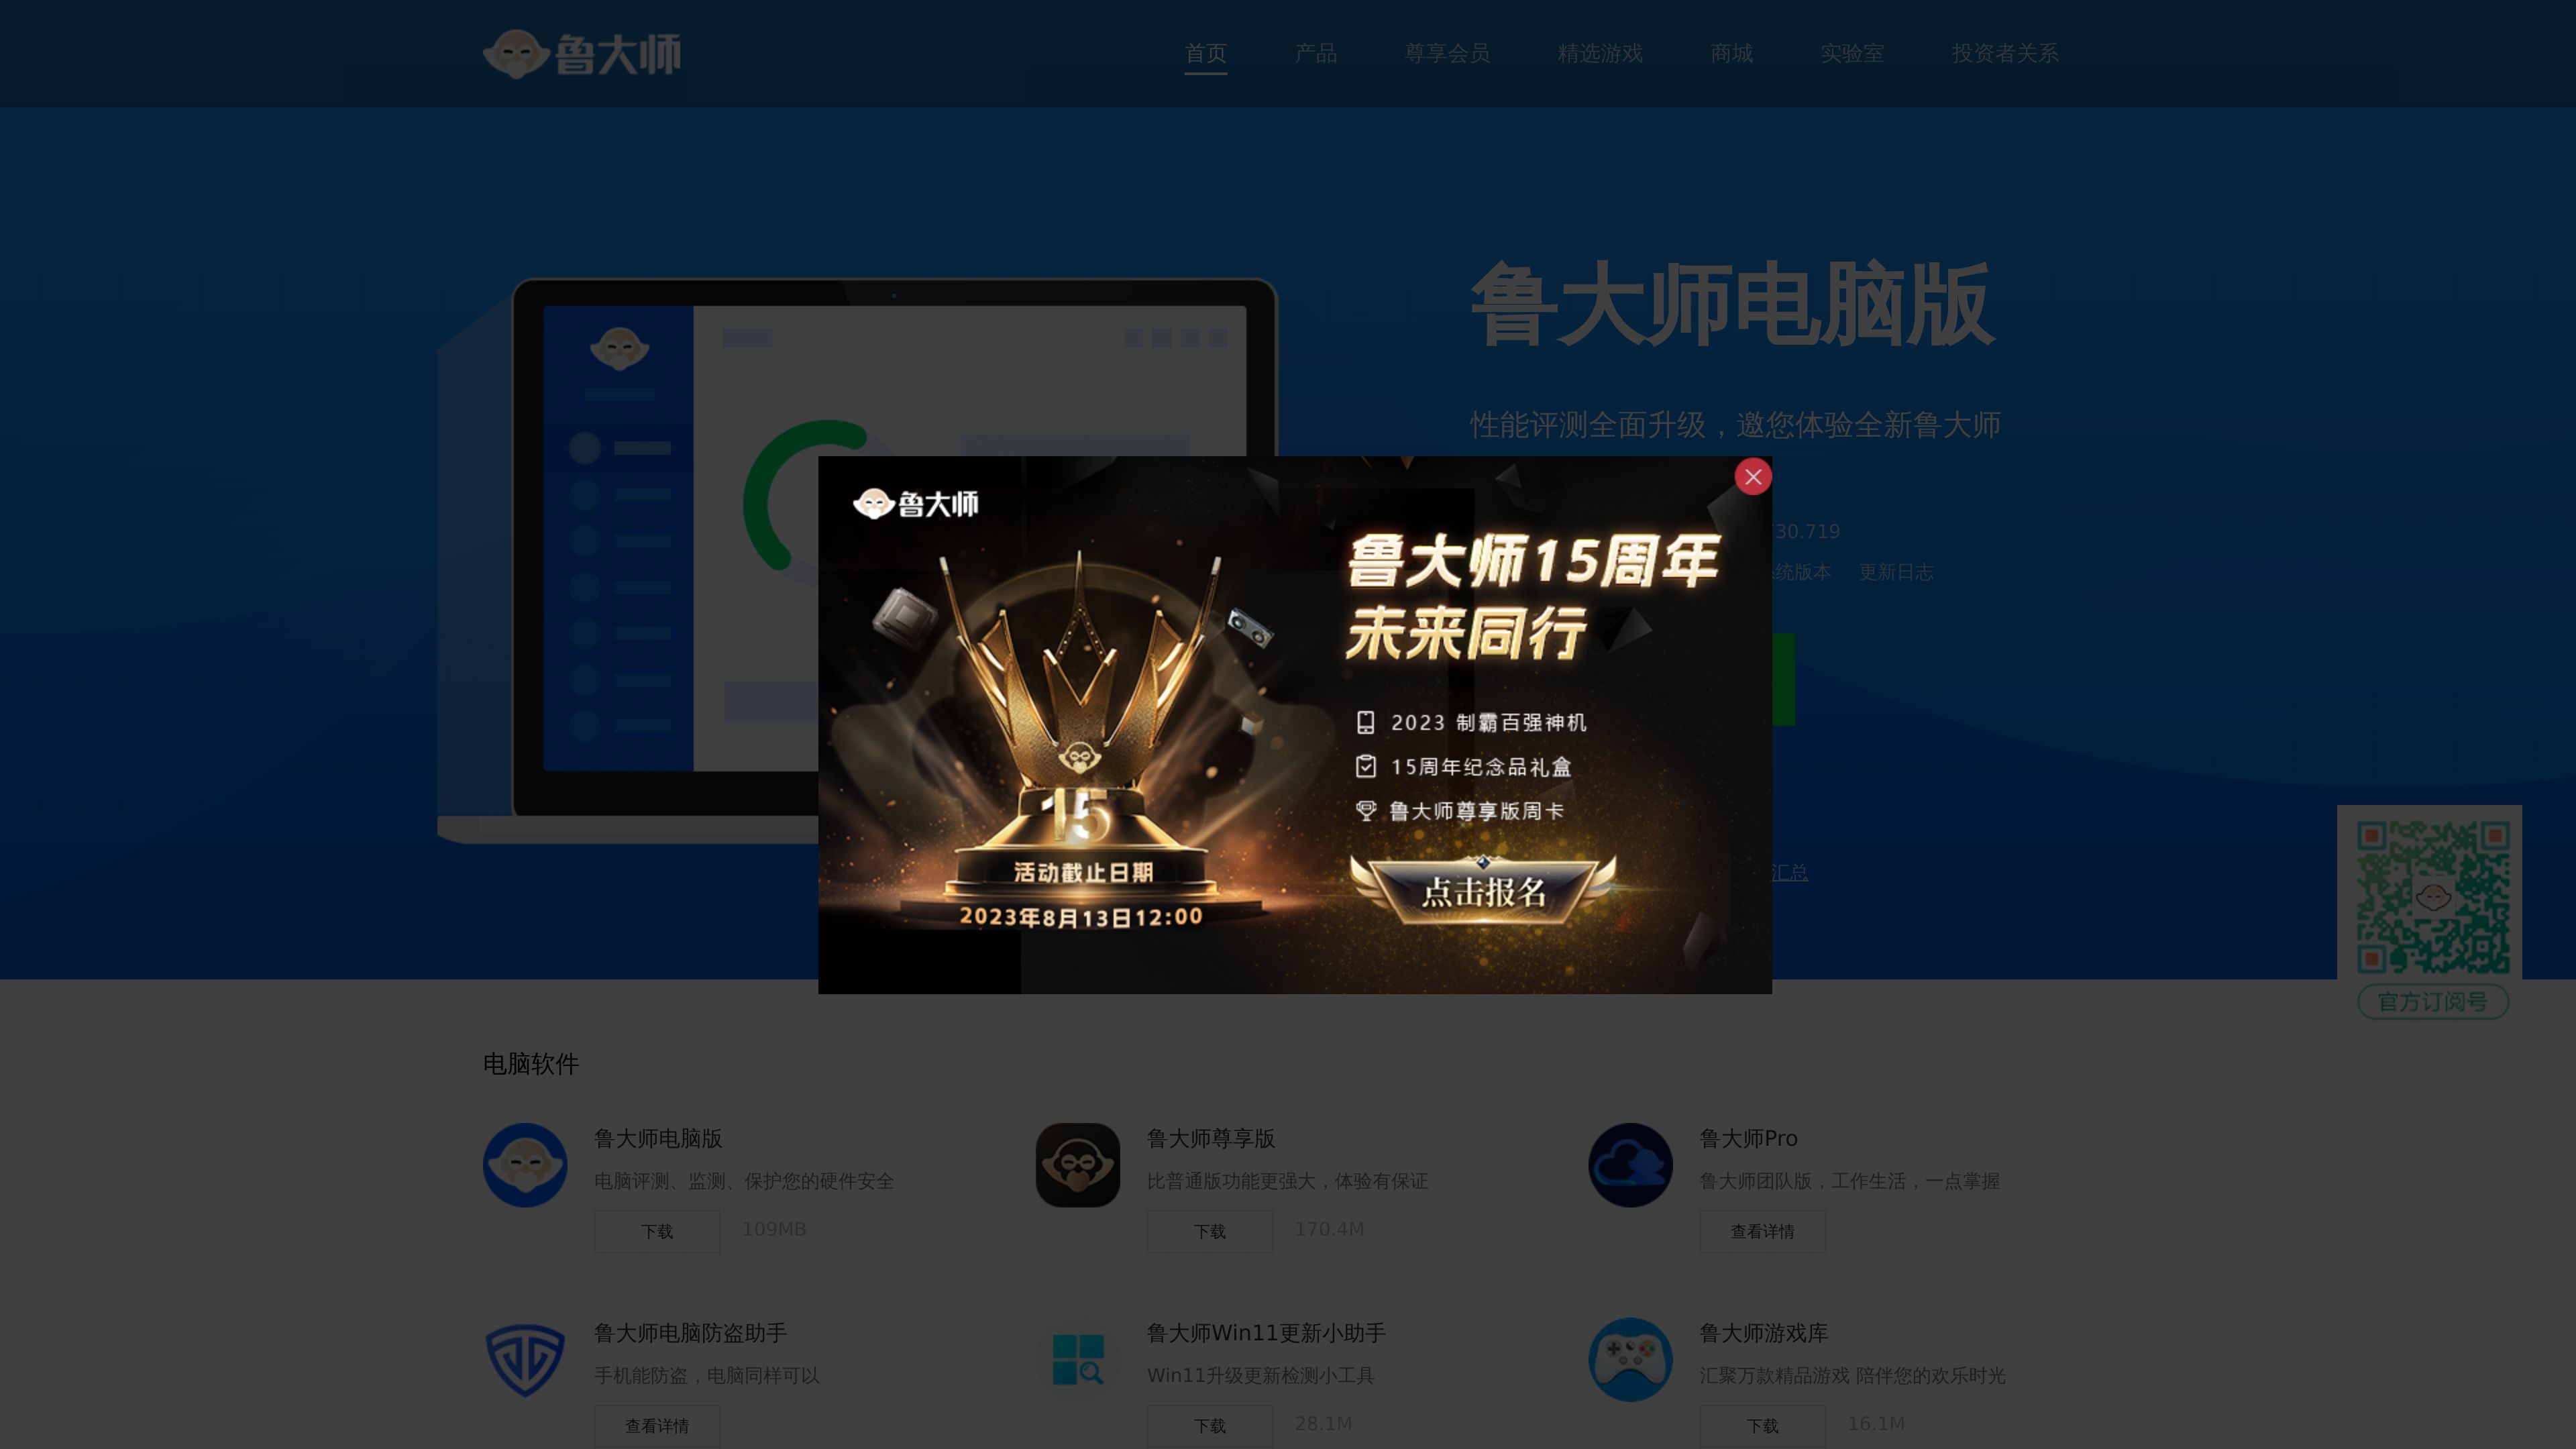 鲁大师
首页
产品
尊享会员
精选游戏
商城
实验室
投资者关系
鲁大师电脑版
性能评测全面升级，邀您体验全新鲁大师
30.719
统版本
更新日志
汇总
鲁大师
鲁大师15周年
未来同行
2023 制霸百强神机
15周年纪念品礼盒
鲁大师尊享版周卡
点击报名
15
活动截止日期
2023年8月13日12:00
官方订阅号
电脑软件
鲁大师电脑版
电脑评测、监测、保护您的硬件安全
下载
109MB
鲁大师尊享版
比普通版功能更强大，体验有保证
下载
170.4M
鲁大师Pro
鲁大师团队版，工作生活，一点掌握
查看详情
鲁大师电脑防盗助手
手机能防盗，电脑同样可以
查看详情
鲁大师Win11更新小助手
Win11升级更新检测小工具
下载
28.1M
鲁大师游戏库
汇聚万款精品游戏 陪伴您的欢乐时光
下载
16.1M